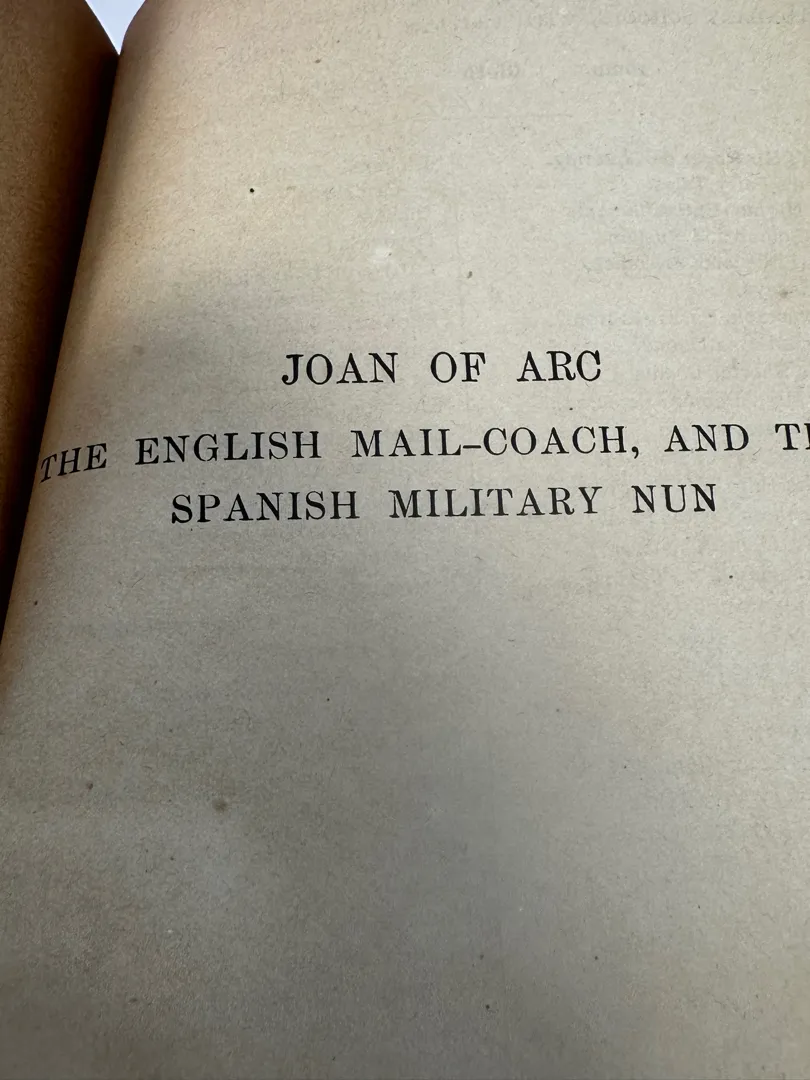 JOAN OF ARC
THE ENGLISH MAIL–COACH, AND
SPANISH MILITARY NUN